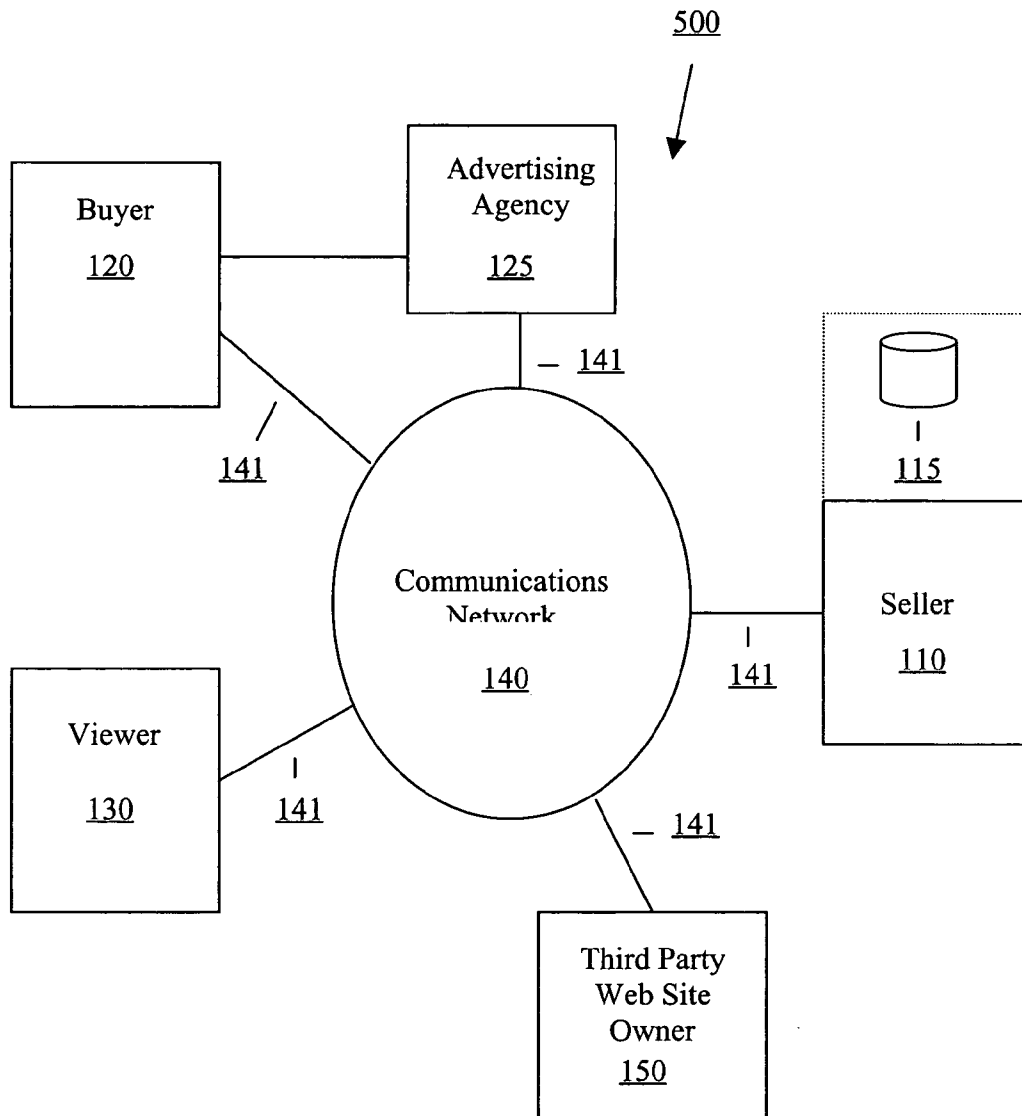 500
Advertising
Agency
125
Buyer
120
141
141
115
Communications
Network
140
Seller
110
141
Viewer
130
141
141
Third Party
Web Site
Owner
150